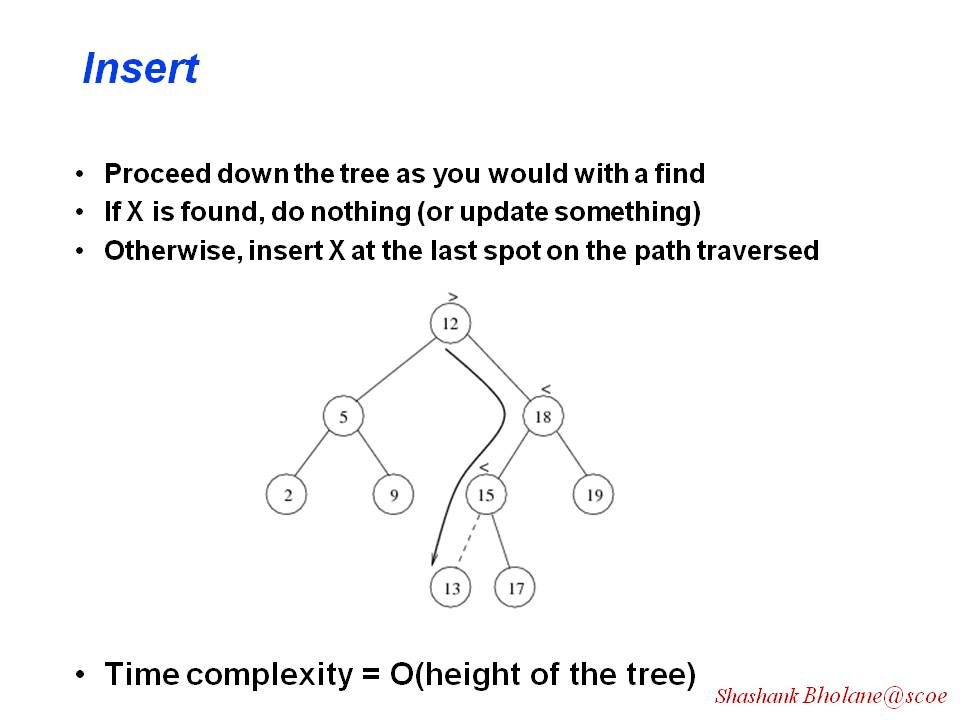 Insert
• Proceed down the tree as you would with a find
• If X is found, do nothing (or update something)
• Otherwise, insert X at the last spot on the path traversed
>
12
<
5
18
<
2
9
15
19
13
17
• Time complexity = O(height of the tree)
Shashank Bholane@scoe